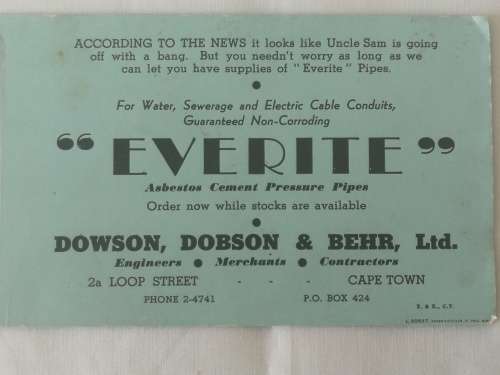 ACCORDING TO THE NEWS it looks like Uncle Sam is going
off with a bang. But you needn't worry as long as we
can let you have supplies of "Everite" Pipes.
For Water, Sewerage and Electric Cable Conduits,
Guaranteed Non-Corroding
"EVERITE"
Asbestos Cement Pressure Pipes
Order now while stocks are available
DOWSON, DOBSON & BEHR, Ltd.
Engineers ● Merchants ● Contractors
2a LOOP STREET - - - CAPE TOWN
PHONE 2-4741 P.O. BOX 424